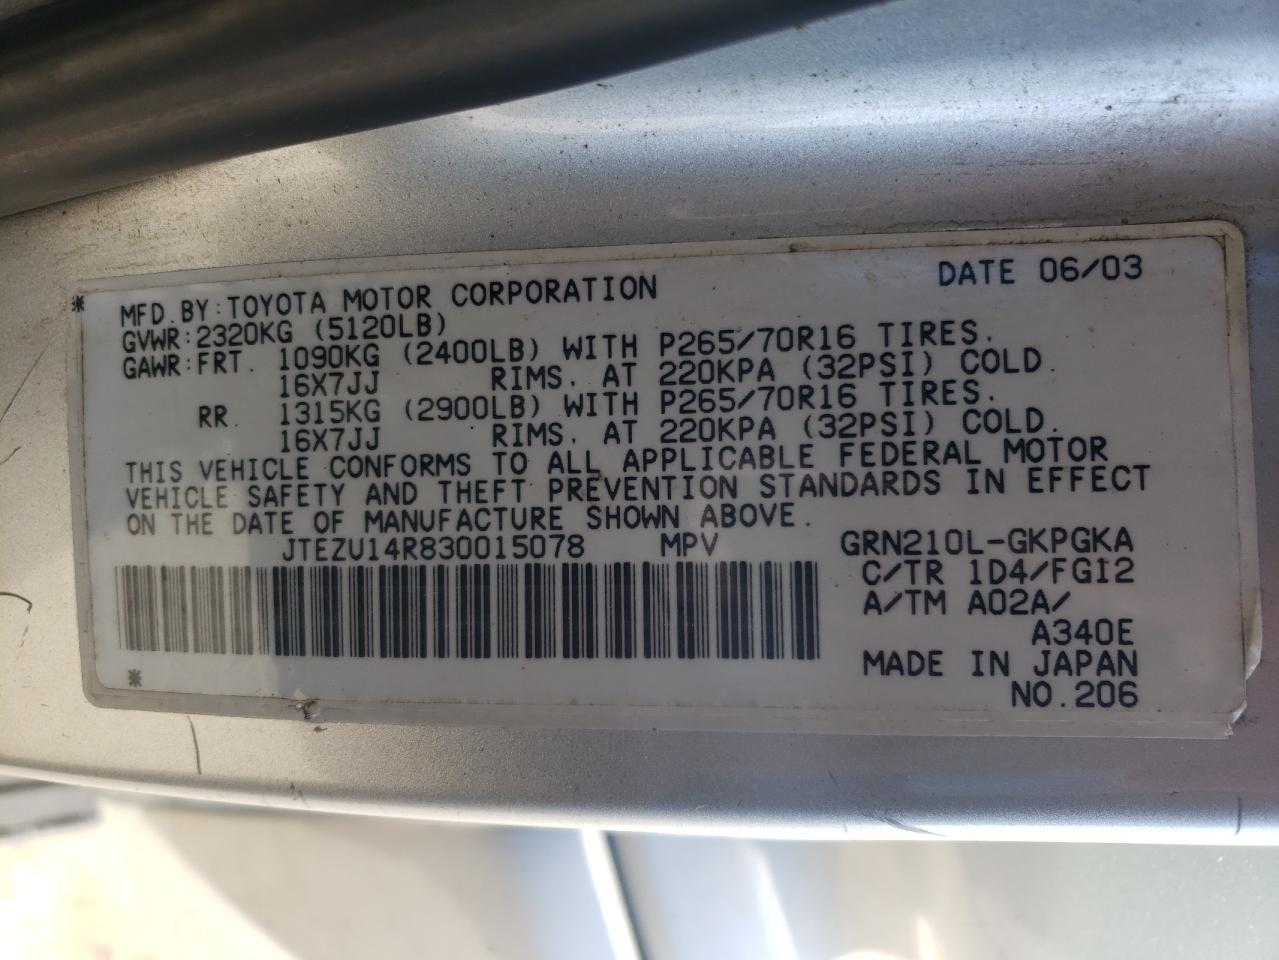 MFD. BY: TOYOTA MOTOR CORPORATION DATE 06/03
GVWR: 2320KG (5120LB)
GAWR: FRT. 1090KG (2400LB) WITH P265/70R16 TIRES.
16X7JJ RIMS. AT 220KPA (32PSI) COLD.
RR. 1315KG (2900LB) WITH P265/70R16 TIRES.
16X7JJ RIMS. AT 220KPA (32PSI) COLD.
THIS VEHICLE CONFORMS TO ALL APPLICABLE FEDERAL MOTOR
VEHICLE SAFETY AND THEFT PREVENTION STANDARDS IN EFFECT
ON THE DATE OF MANUFACTURE SHOWN ABOVE.
JTEZU14R830015078 MPV GRN210L-GKPGKA
C/TR 1D4/FG12
A/TM A02A/
A340E
MADE IN JAPAN
NO. 206